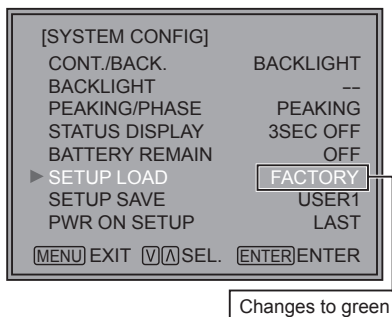 [SYSTEM CONFIG]
CONT./BACK. BACKLIGHT
BACKLIGHT --
PEAKING/PHASE PEAKING
STATUS DISPLAY 3SEC OFF
BATTERY REMAIN OFF
▶ SETUP LOAD FACTORY
SETUP SAVE USER1
PWR ON SETUP LAST
MENU EXIT V Λ SEL. ENTER ENTER
Changes to green